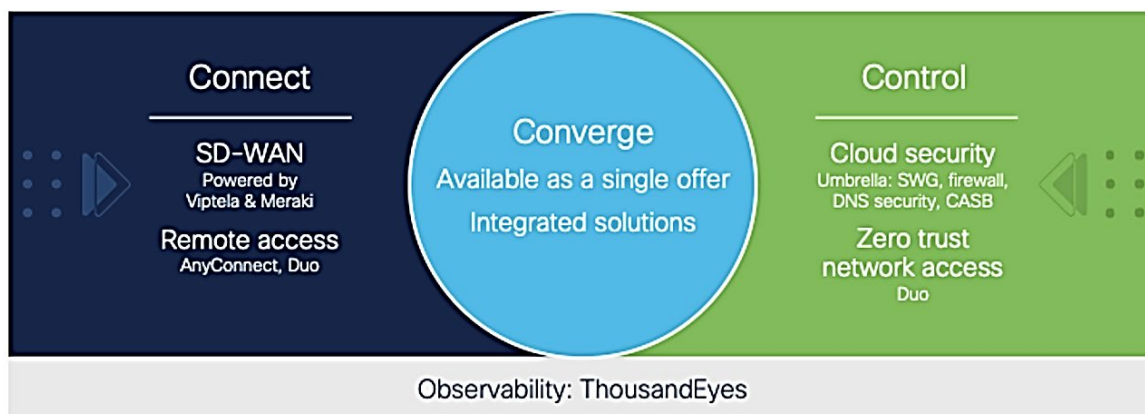 Connect
SD-WAN
Powered by
Viptela & Meraki
Remote access
AnyConnect, Duo
Converge
Available as a single offer
Integrated solutions
Control
Cloud security
Umbrella: SWG, firewall,
DNS security, CASB
Zero trust
network access
Duo
Observability: ThousandEyes